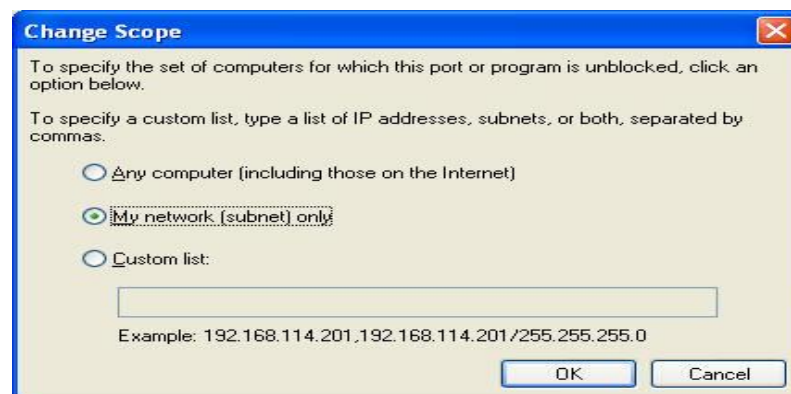 Change Scope
To specify the set of computers for which this port or program is unblocked, click an
option below.
To specify a custom list, type a list of IP addresses, subnets, or both, separated by
commas.
Any computer (including those on the Internet)
My network (subnet) only
Custom list:
Example: 192.168.114.201,192.168.114.201/255.255.255.0
OK
Cancel